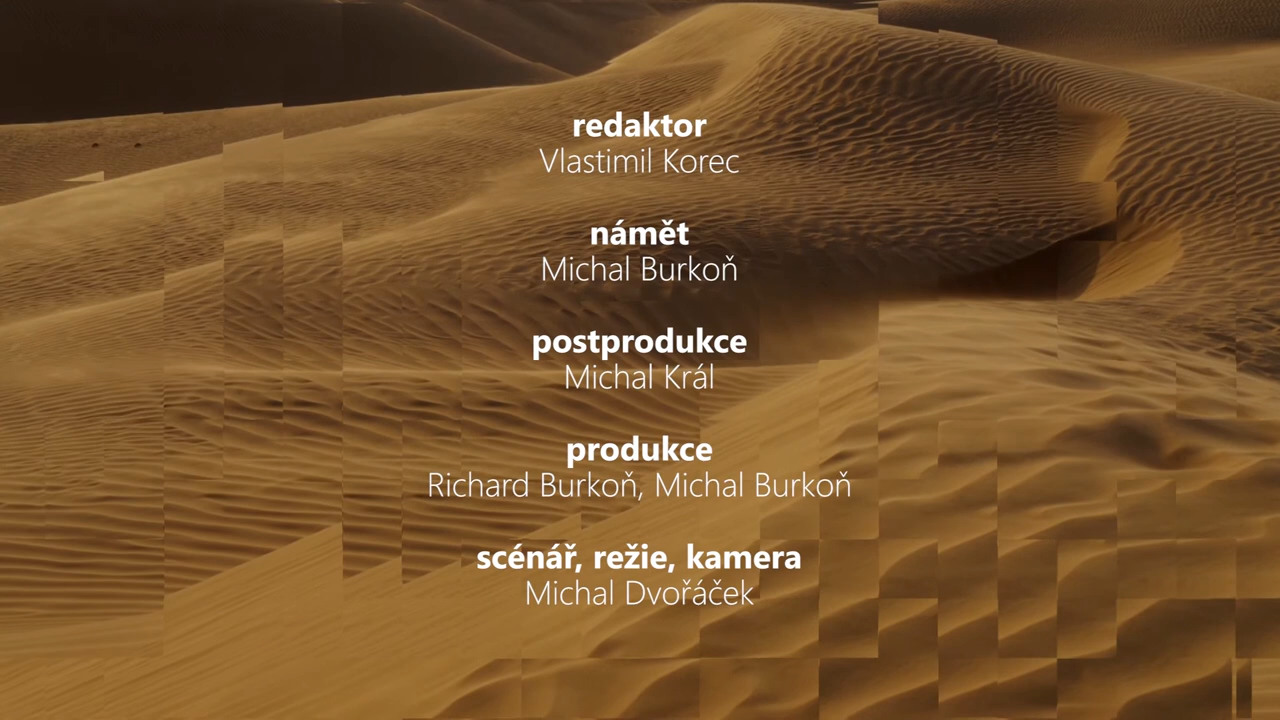 redaktor
Vlastimil Korec
námět
Michal Burkoň
postprodukce
Michal Král
produkce
Richard Burkoň, Michal Burkoň
scénář, režie, kamera
Michal Dvořáček